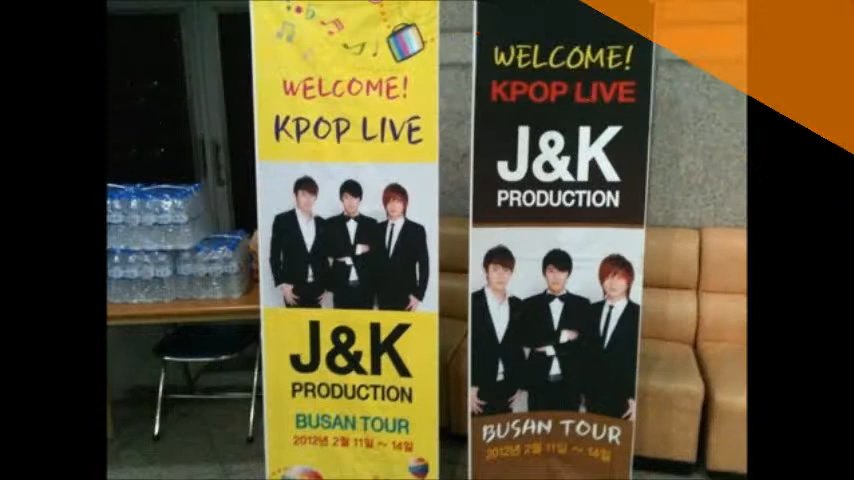 WELCOME!
KPOP LIVE
J&K
PRODUCTION
BUSAN TOUR
2012년 2월 11일 ~ 14일
WELCOME!
KPOP LIVE
J&K
PRODUCTION
BUSAN TOUR
2012년 2월 11일 ~ 14일